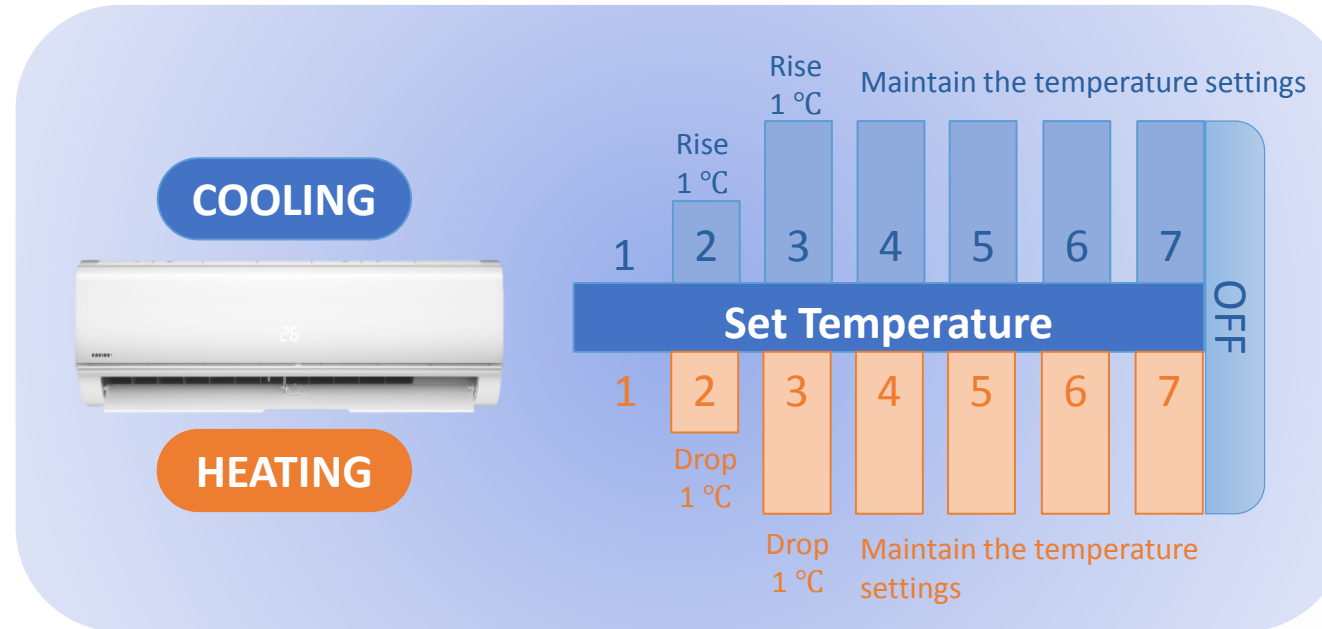 COOLING
26
HEATING
Rise
1 ℃
Rise
1 ℃
Maintain the temperature settings
1 2 3 4 5 6 7
Set Temperature
OFF
1 2 3 4 5 6 7
Drop
1 ℃
Drop
1 ℃
Maintain the temperature
settings